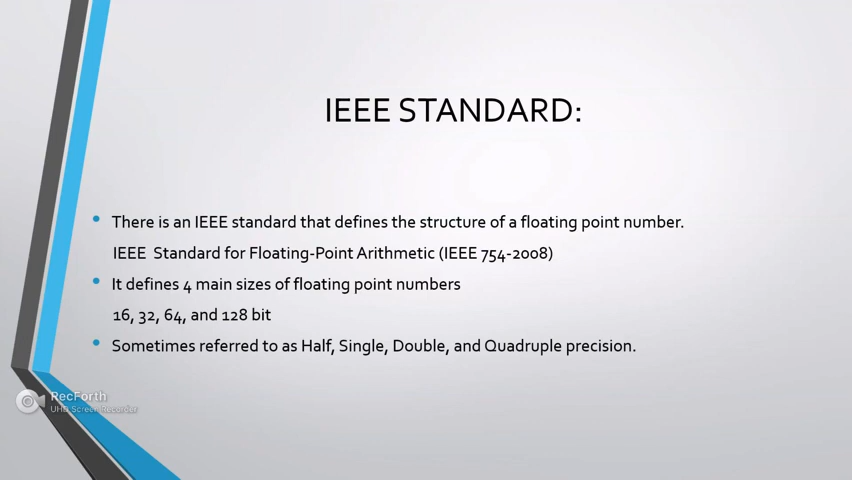 IEEE STANDARD:
There is an IEEE standard that defines the structure of a floating point number.
IEEE Standard for Floating-Point Arithmetic (IEEE 754-2008)
It defines 4 main sizes of floating point numbers
16, 32, 64, and 128 bit
Sometimes referred to as Half, Single, Double, and Quadruple precision.
RecForth
UHD Screen Recorder